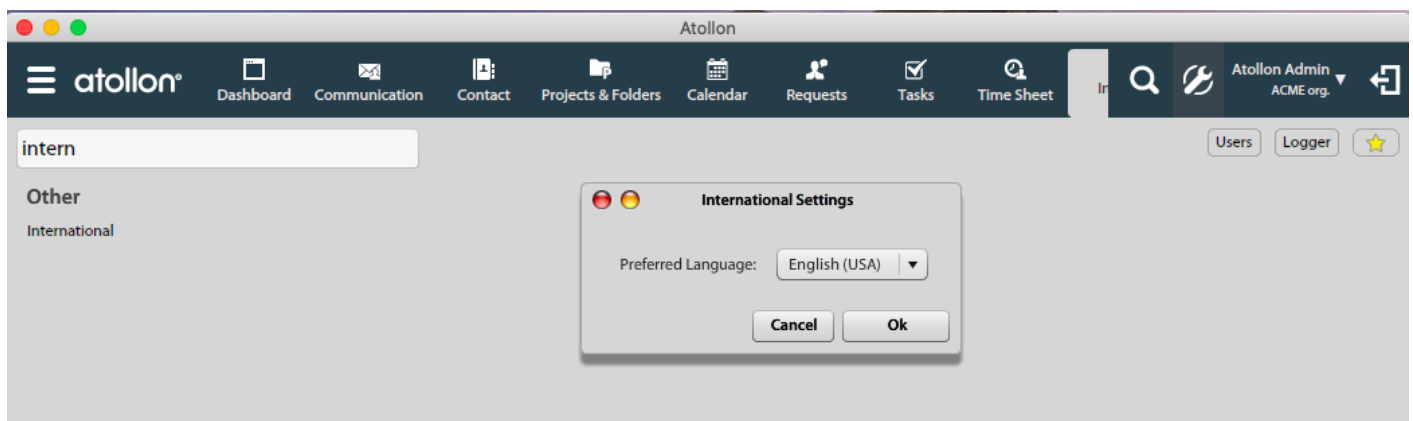 Atollon
atollon
Dashboard
Communication
Contact
Projects & Folders
Calendar
Requests
Tasks
Time Sheet
Atollon Admin
ACME org.
intern
Users
Logger
Other
International
International Settings
Preferred Language:
English (USA)
Cancel
Ok